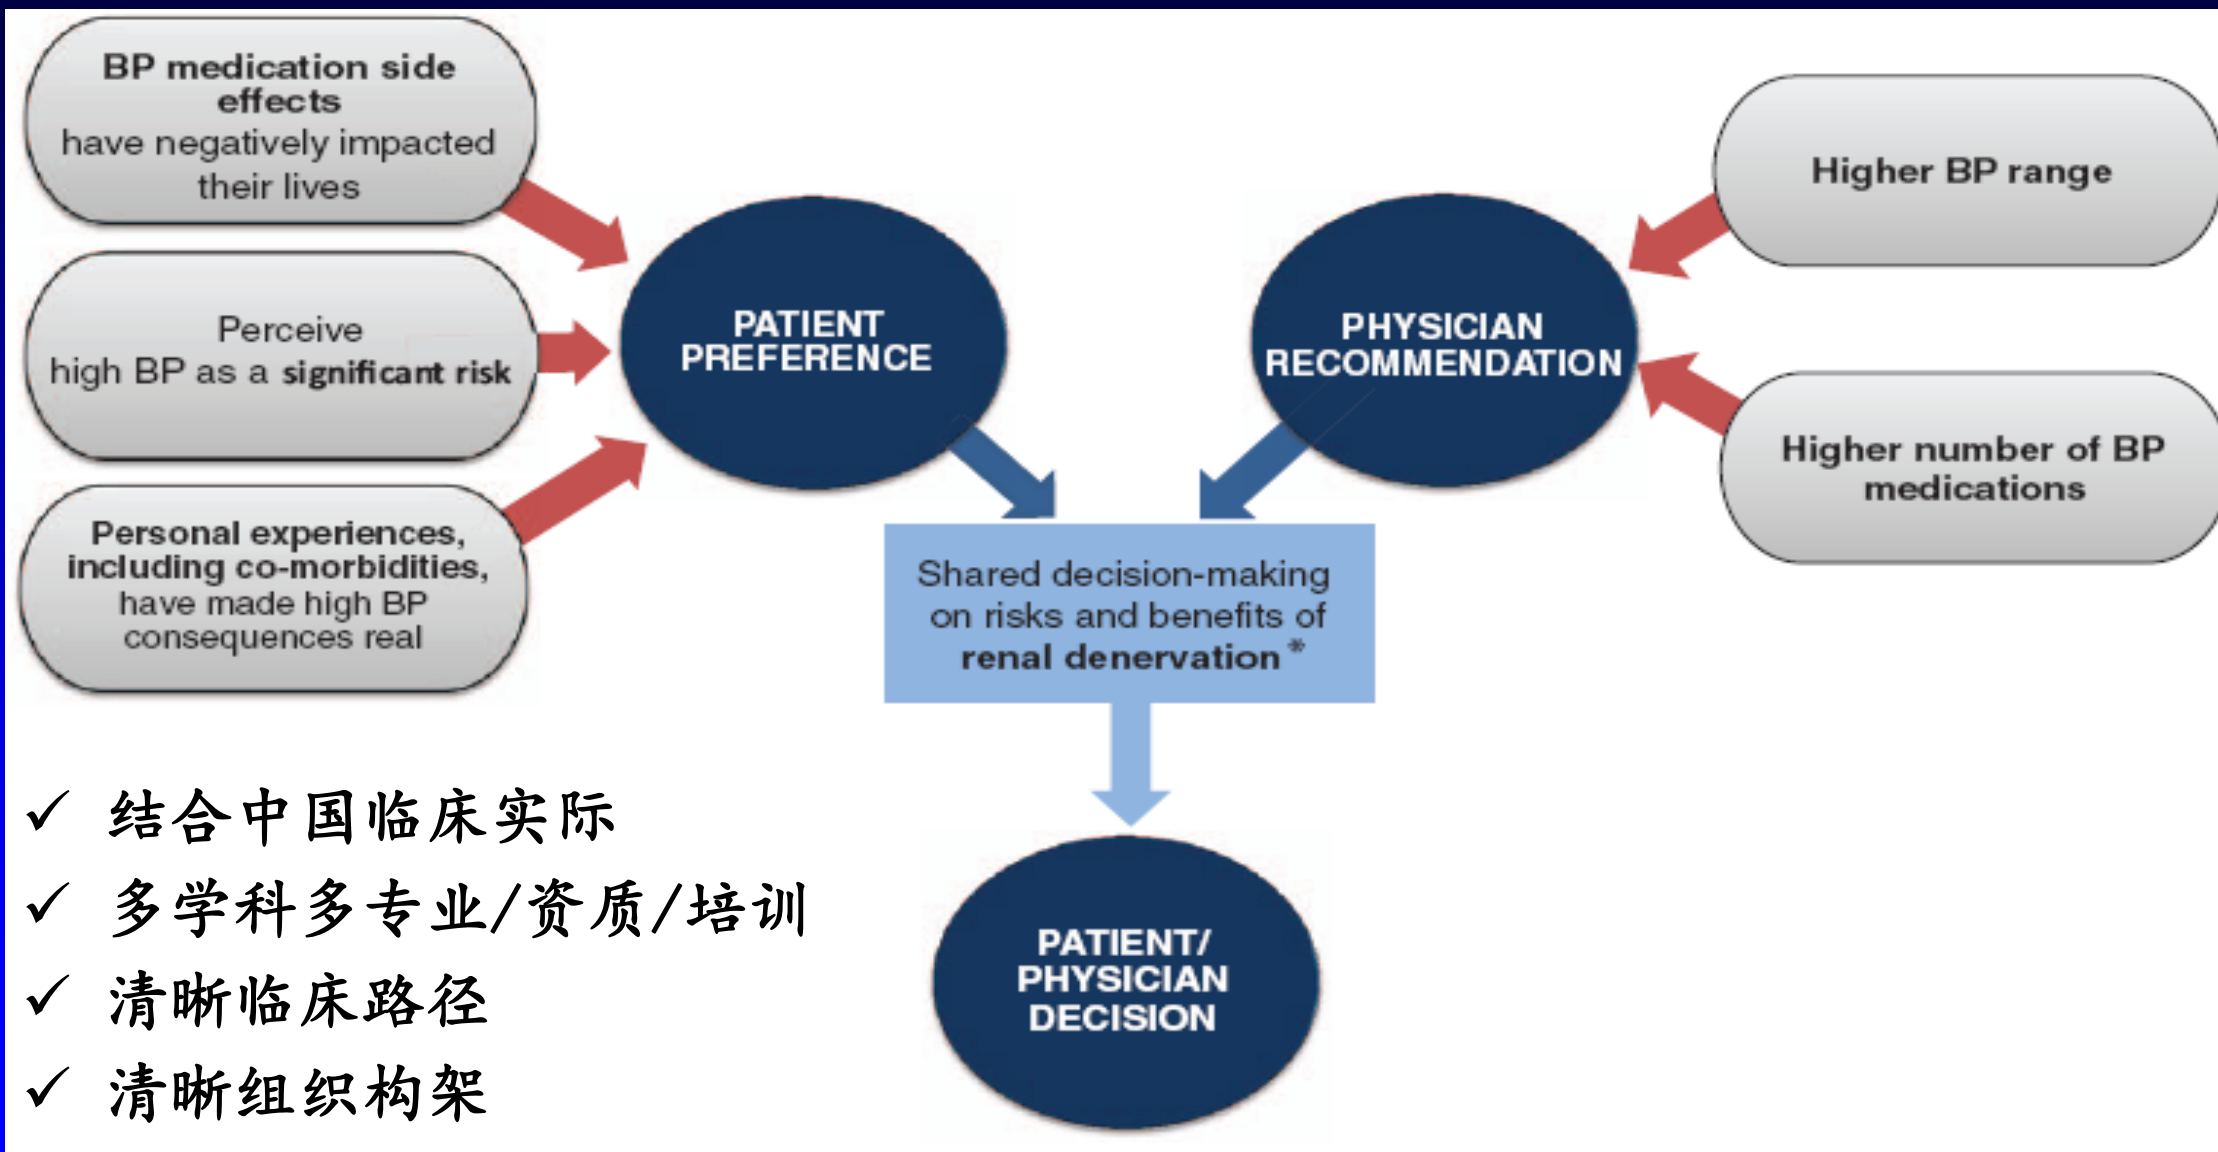 BP medication side
effects
have negatively impacted
their lives
Perceive
high BP as a significant risk
Personal experiences,
including co-morbidities,
have made high BP
consequences real
PATIENT
PREFERENCE
PHYSICIAN
RECOMMENDATION
Higher BP range
Higher number of BP
medications
Shared decision-making
on risks and benefits of
renal denervation*
PATIENT/
PHYSICIAN
DECISION
✓ 结合中国临床实际
✓ 多学科多专业/资质/培训
✓ 清晰临床路径
✓ 清晰组织构架